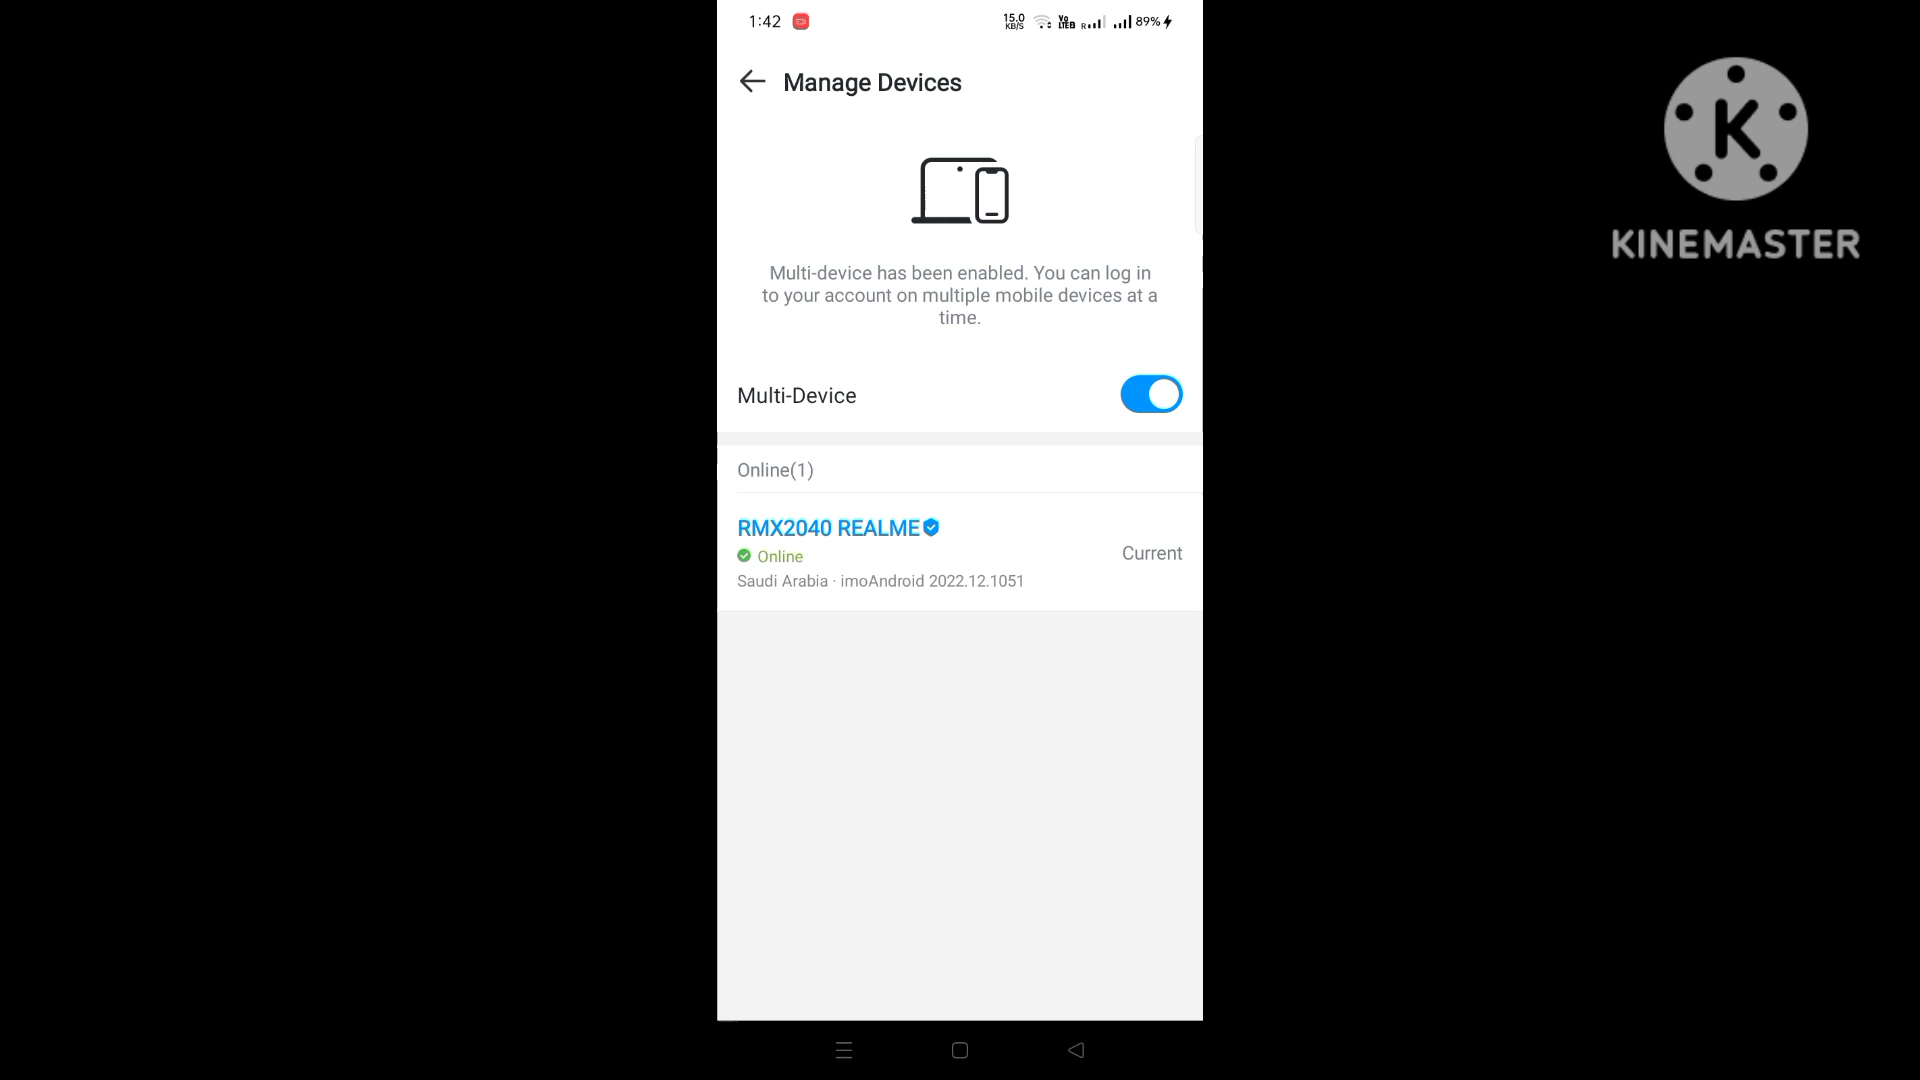 1:42
15.0 KB/S Vo LTE2 R 89%
Manage Devices
K
KINEMASTER
Multi-device has been enabled. You can log in
to your account on multiple mobile devices at a
time.
Multi-Device
Online(1)
RMX2040 REALME
Online
Current
Saudi Arabia · imoAndroid 2022.12.1051